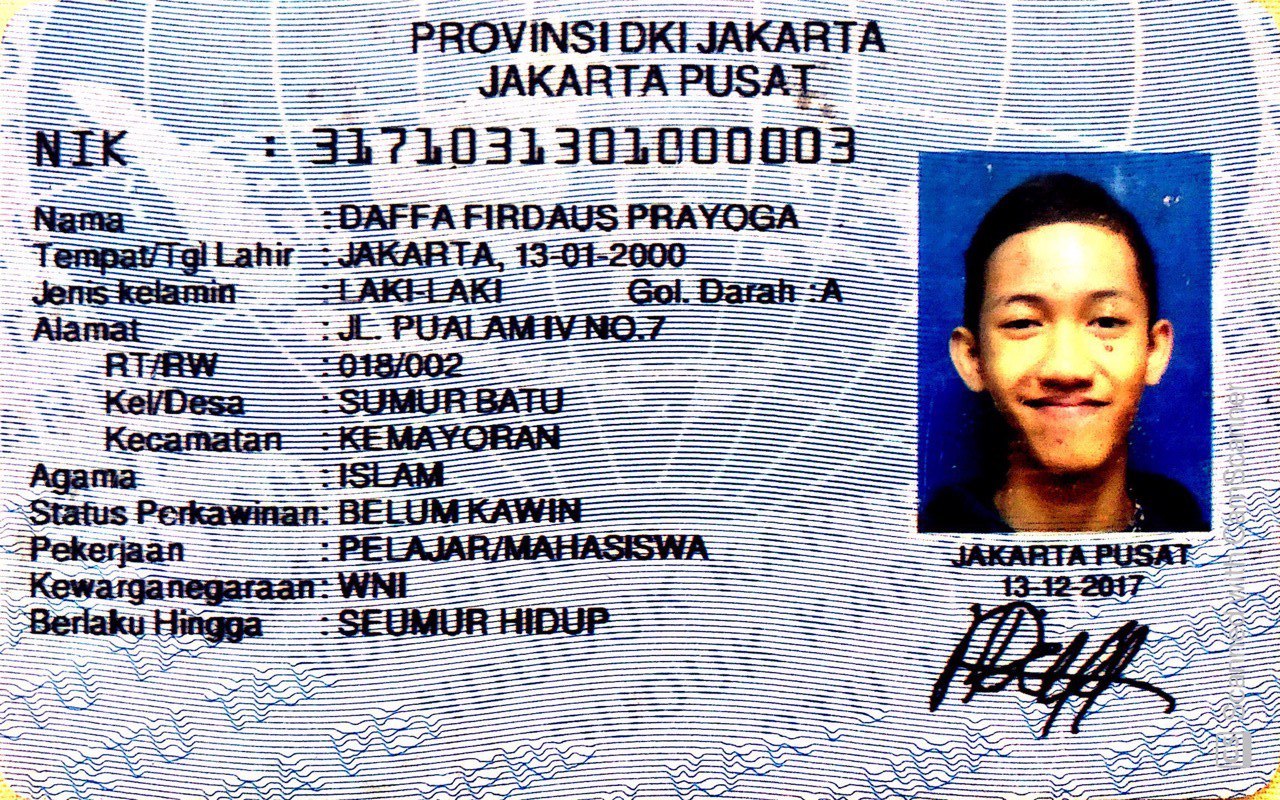 PROVINSI DKI JAKARTA
JAKARTA PUSAT
NIK : 3171031301000003
Nama : DAFFA FIRDAUS PRAYOGA
Tempat/Tgl Lahir : JAKARTA, 13-01-2000
Jenis kelamin : LAKI-LAKI Gol. Darah : A
Alamat : JL. PUALAM IV NO.7
RT/RW : 018/002
Kel/Desa : SUMUR BATU
Kecamatan : KEMAYORAN
Agama : ISLAM
Status Perkawinan: BELUM KAWIN
Pekerjaan : PELAJAR/MAHASISWA
Kewarganegaraan: WNI
Berlaku Hingga : SEUMUR HIDUP
JAKARTA PUSAT
13-12-2017
Scanned with CamScanner